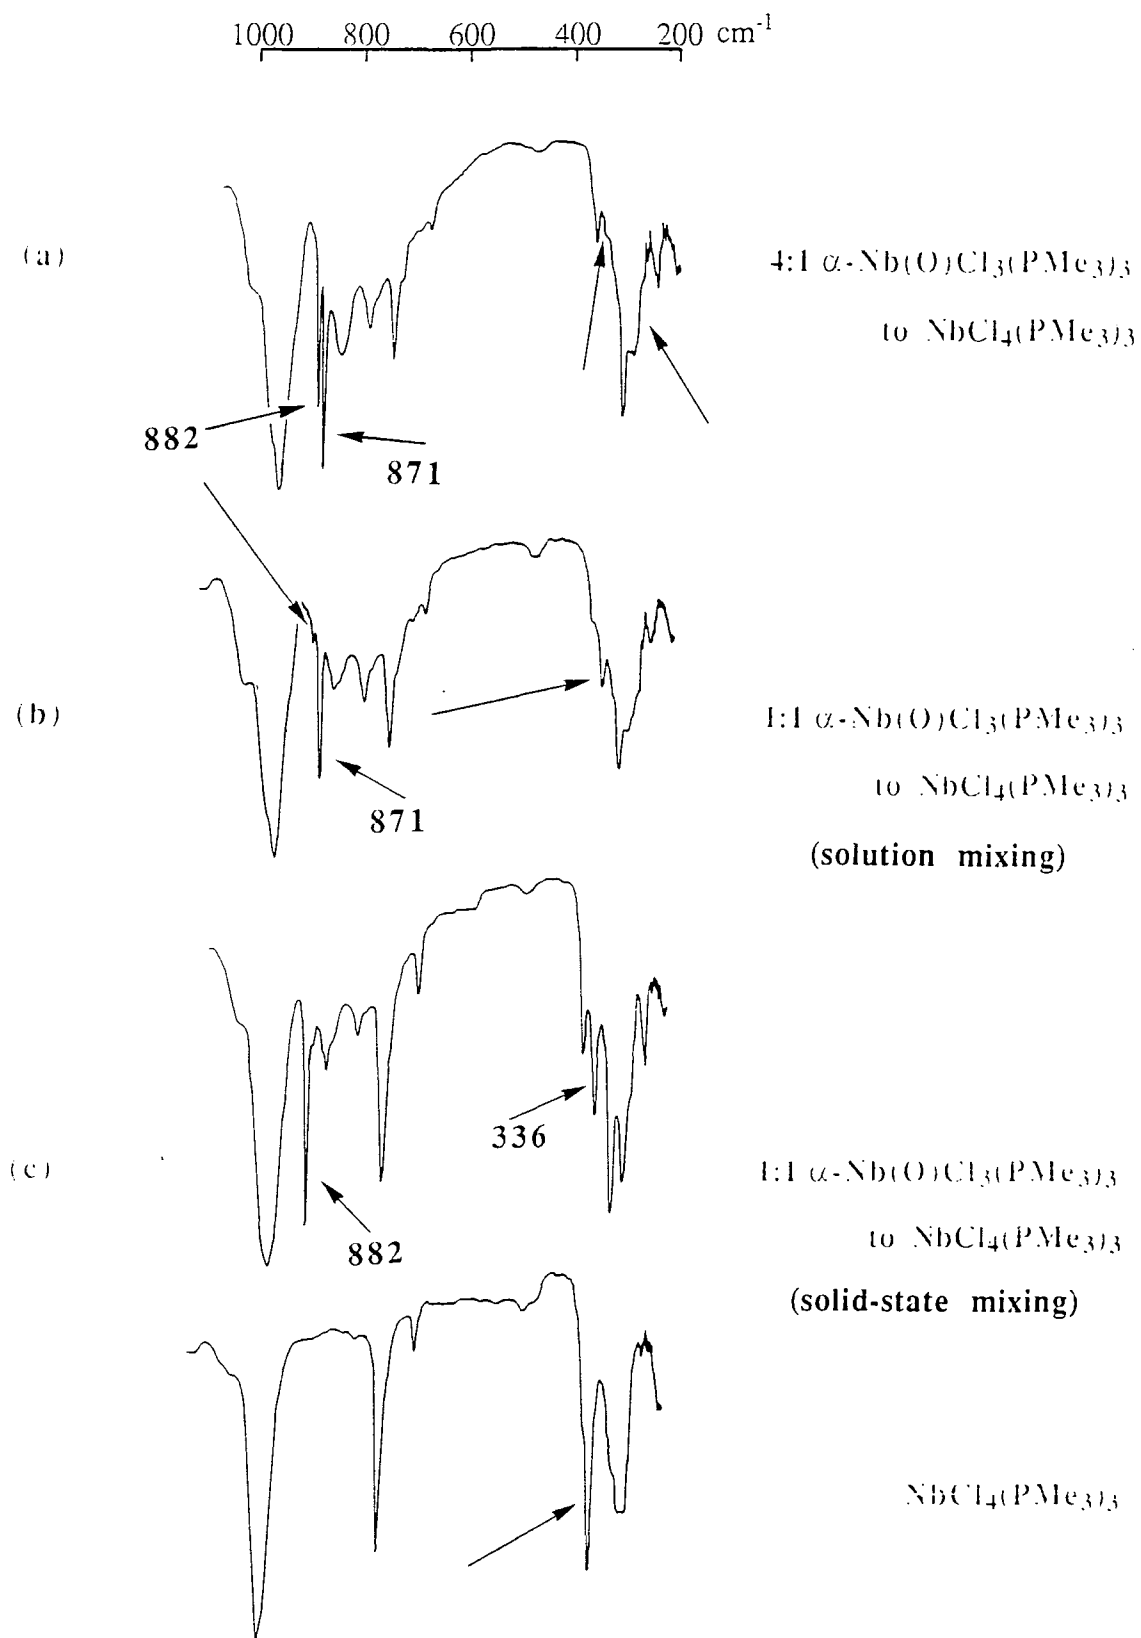 1000 800 600 400 200 cm⁻¹
(a)
4:1 α-Nb(O)Cl₃(PMe₃)₃
to NbCl₄(PMe₃)₃
882
871
(b)
1:1 α-Nb(O)Cl₃(PMe₃)₃
to NbCl₄(PMe₃)₃
871
(solution mixing)
336
(c)
1:1 α-Nb(O)Cl₃(PMe₃)₃
to NbCl₄(PMe₃)₃
882
(solid-state mixing)
NbCl₄(PMe₃)₃